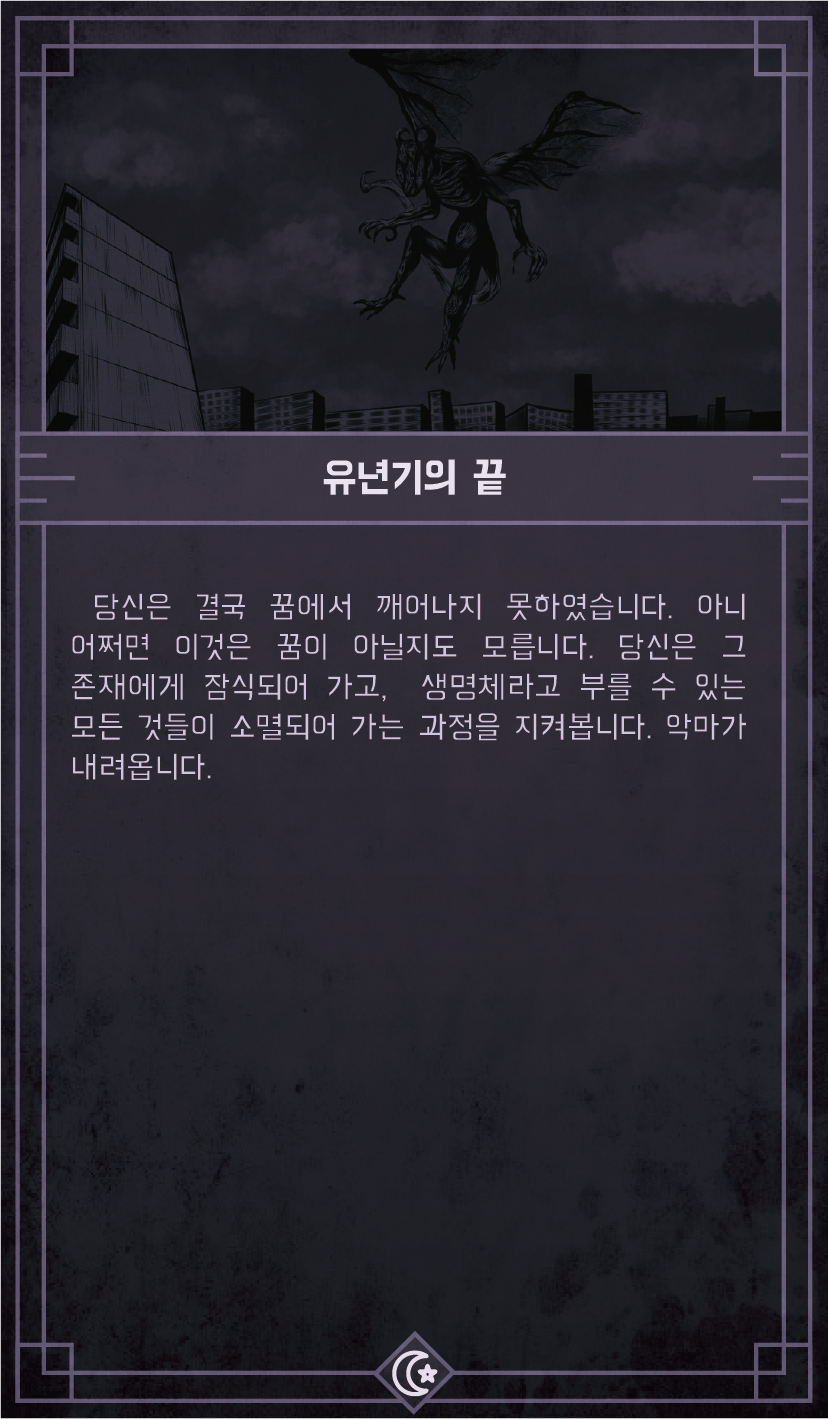 유년기의 끝
당신은 결국 꿈에서 깨어나지 못하였습니다. 아니
어쩌면 이것은 꿈이 아닐지도 모릅니다. 당신은 그
존재에게 잠식되어 가고, 생명체라고 부를 수 있는
모든 것들이 소멸되어 가는 과정을 지켜봅니다. 악마가
내려옵니다.